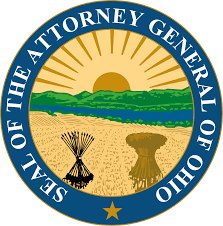 SEAL OF THE ATTORNEY GENERAL OF OHIO